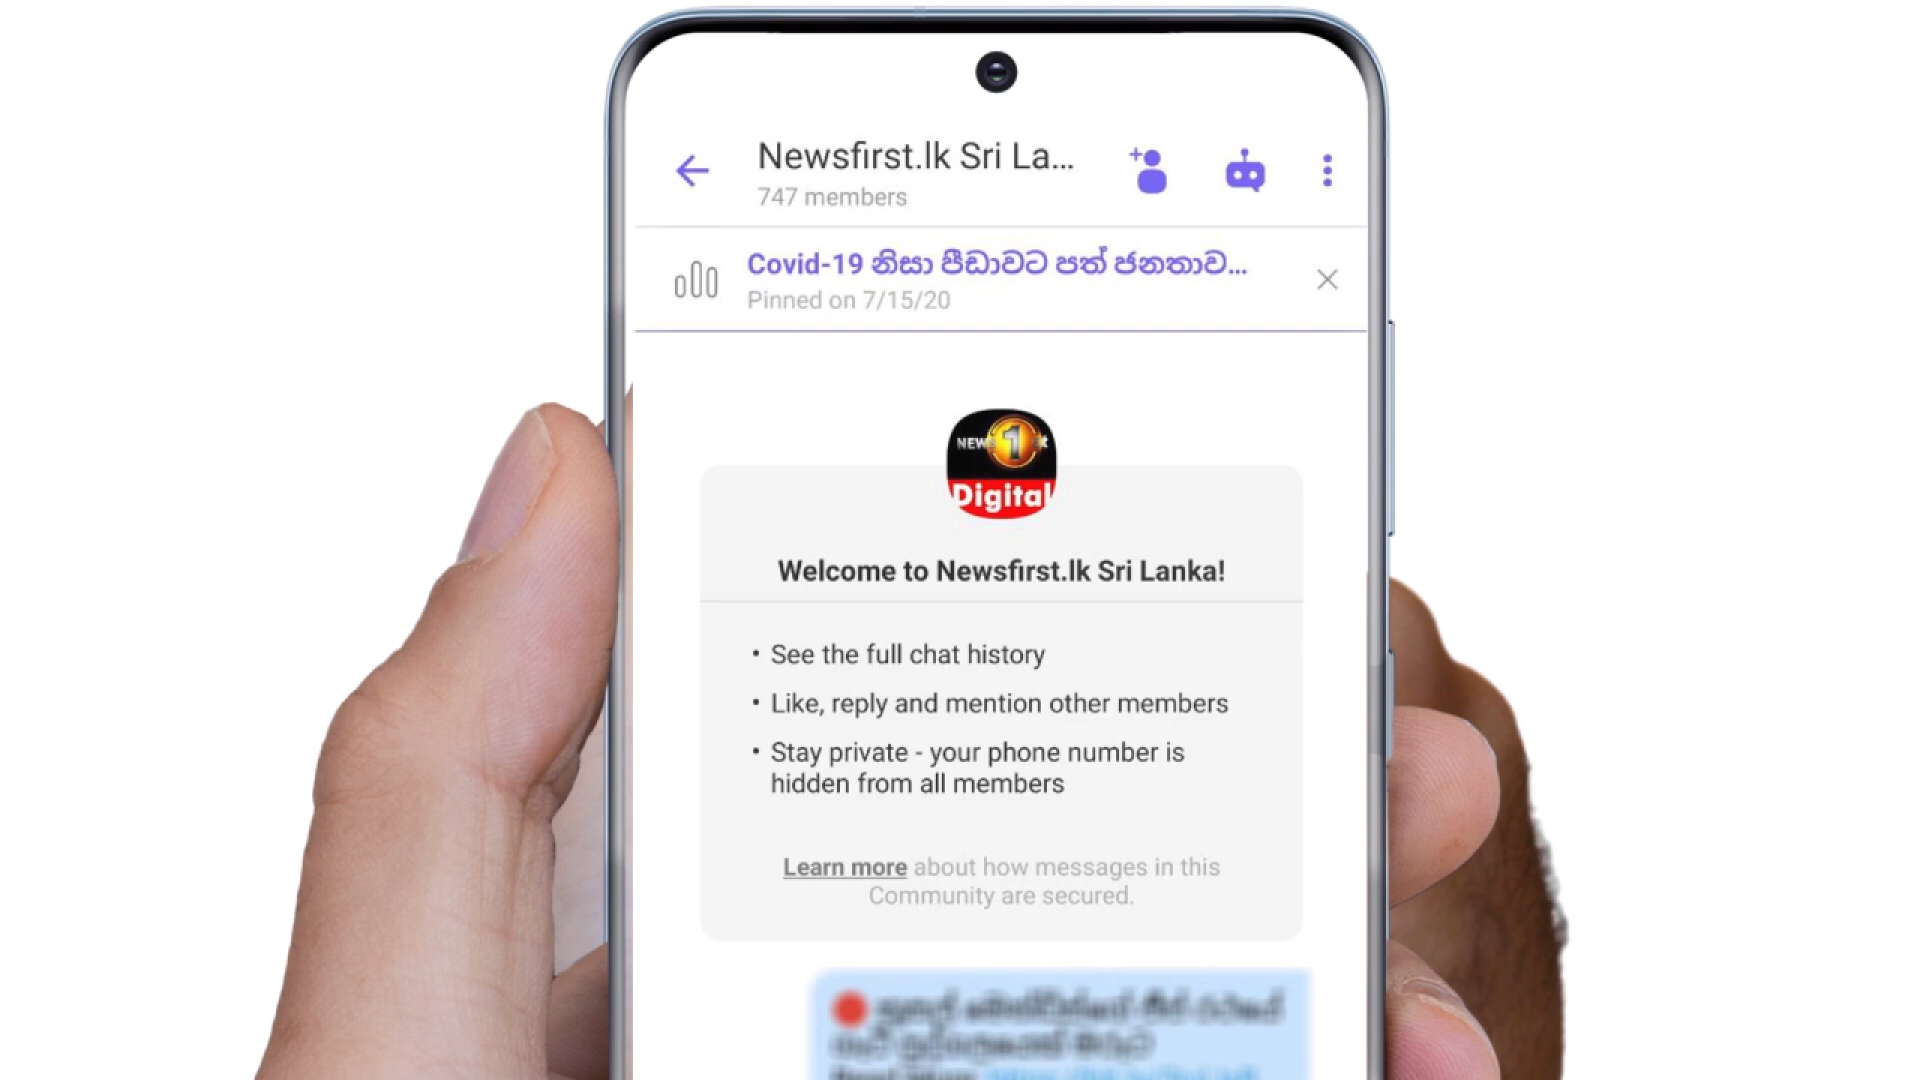 Newsfirst.lk Sri La...
747 members
Covid-19 නිසා පීඩාවට පත් ජනතාව...
Pinned on 7/15/20
NEWS 1st
Digital
Welcome to Newsfirst.lk Sri Lanka!
• See the full chat history
• Like, reply and mention other members
• Stay private - your phone number is
hidden from all members
Learn more about how messages in this
Community are secured.